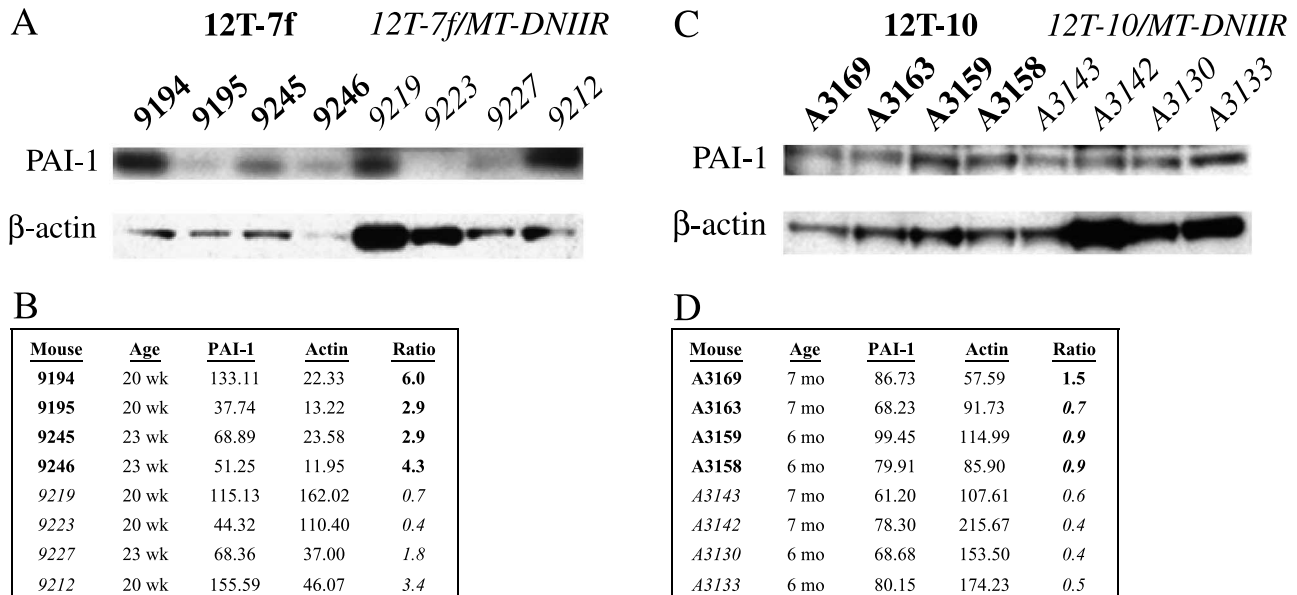 A
12T-7f 12T-7f/MT-DNIIR
9194 9195 9245 9246 9219 9223 9227 9212
PAI-1
β-actin
B
Mouse Age PAI-1 Actin Ratio
9194 20 wk 133.11 22.33 6.0
9195 20 wk 37.74 13.22 2.9
9245 23 wk 68.89 23.58 2.9
9246 23 wk 51.25 11.95 4.3
9219 20 wk 115.13 162.02 0.7
9223 20 wk 44.32 110.40 0.4
9227 23 wk 68.36 37.00 1.8
9212 20 wk 155.59 46.07 3.4
C
12T-10 12T-10/MT-DNIIR
A3169 A3163 A3159 A3158 A3143 A3142 A3130 A3133
PAI-1
β-actin
D
Mouse Age PAI-1 Actin Ratio
A3169 7 mo 86.73 57.59 1.5
A3163 7 mo 68.23 91.73 0.7
A3159 6 mo 99.45 114.99 0.9
A3158 6 mo 79.91 85.90 0.9
A3143 7 mo 61.20 107.61 0.6
A3142 7 mo 78.30 215.67 0.4
A3130 6 mo 68.68 153.50 0.4
A3133 6 mo 80.15 174.23 0.5